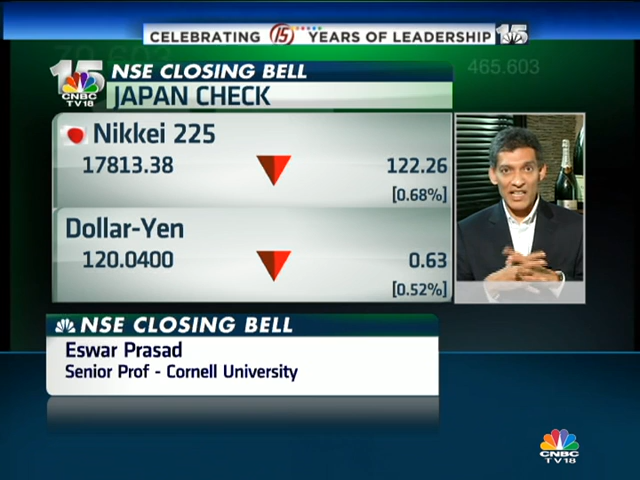 CELEBRATING 15 YEARS OF LEADERSHIP 15
465.603
15 NSE CLOSING BELL
CNBC
TV18
JAPAN CHECK
Nikkei 225
17813.38 122.26
[0.68%]
Dollar-Yen
120.0400 0.63
[0.52%]
NSE CLOSING BELL
Eswar Prasad
Senior Prof - Cornell University
CNBC
TV18